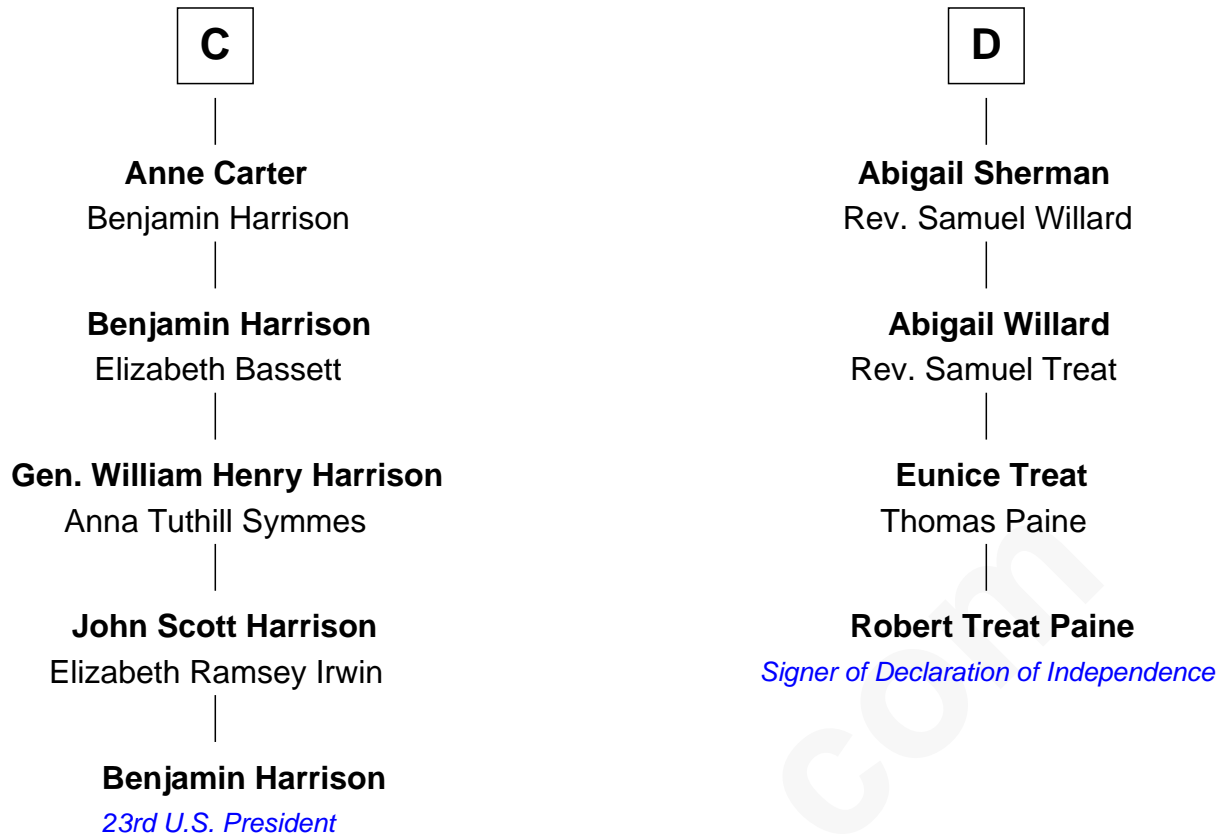 C
Anne Carter
Benjamin Harrison
Benjamin Harrison
Elizabeth Bassett
Gen. William Henry Harrison
Anna Tuthill Symmes
John Scott Harrison
Elizabeth Ramsey Irwin
Benjamin Harrison
23rd U.S. President
D
Abigail Sherman
Rev. Samuel Willard
Abigail Willard
Rev. Samuel Treat
Eunice Treat
Thomas Paine
Robert Treat Paine
Signer of Declaration of Independence
com